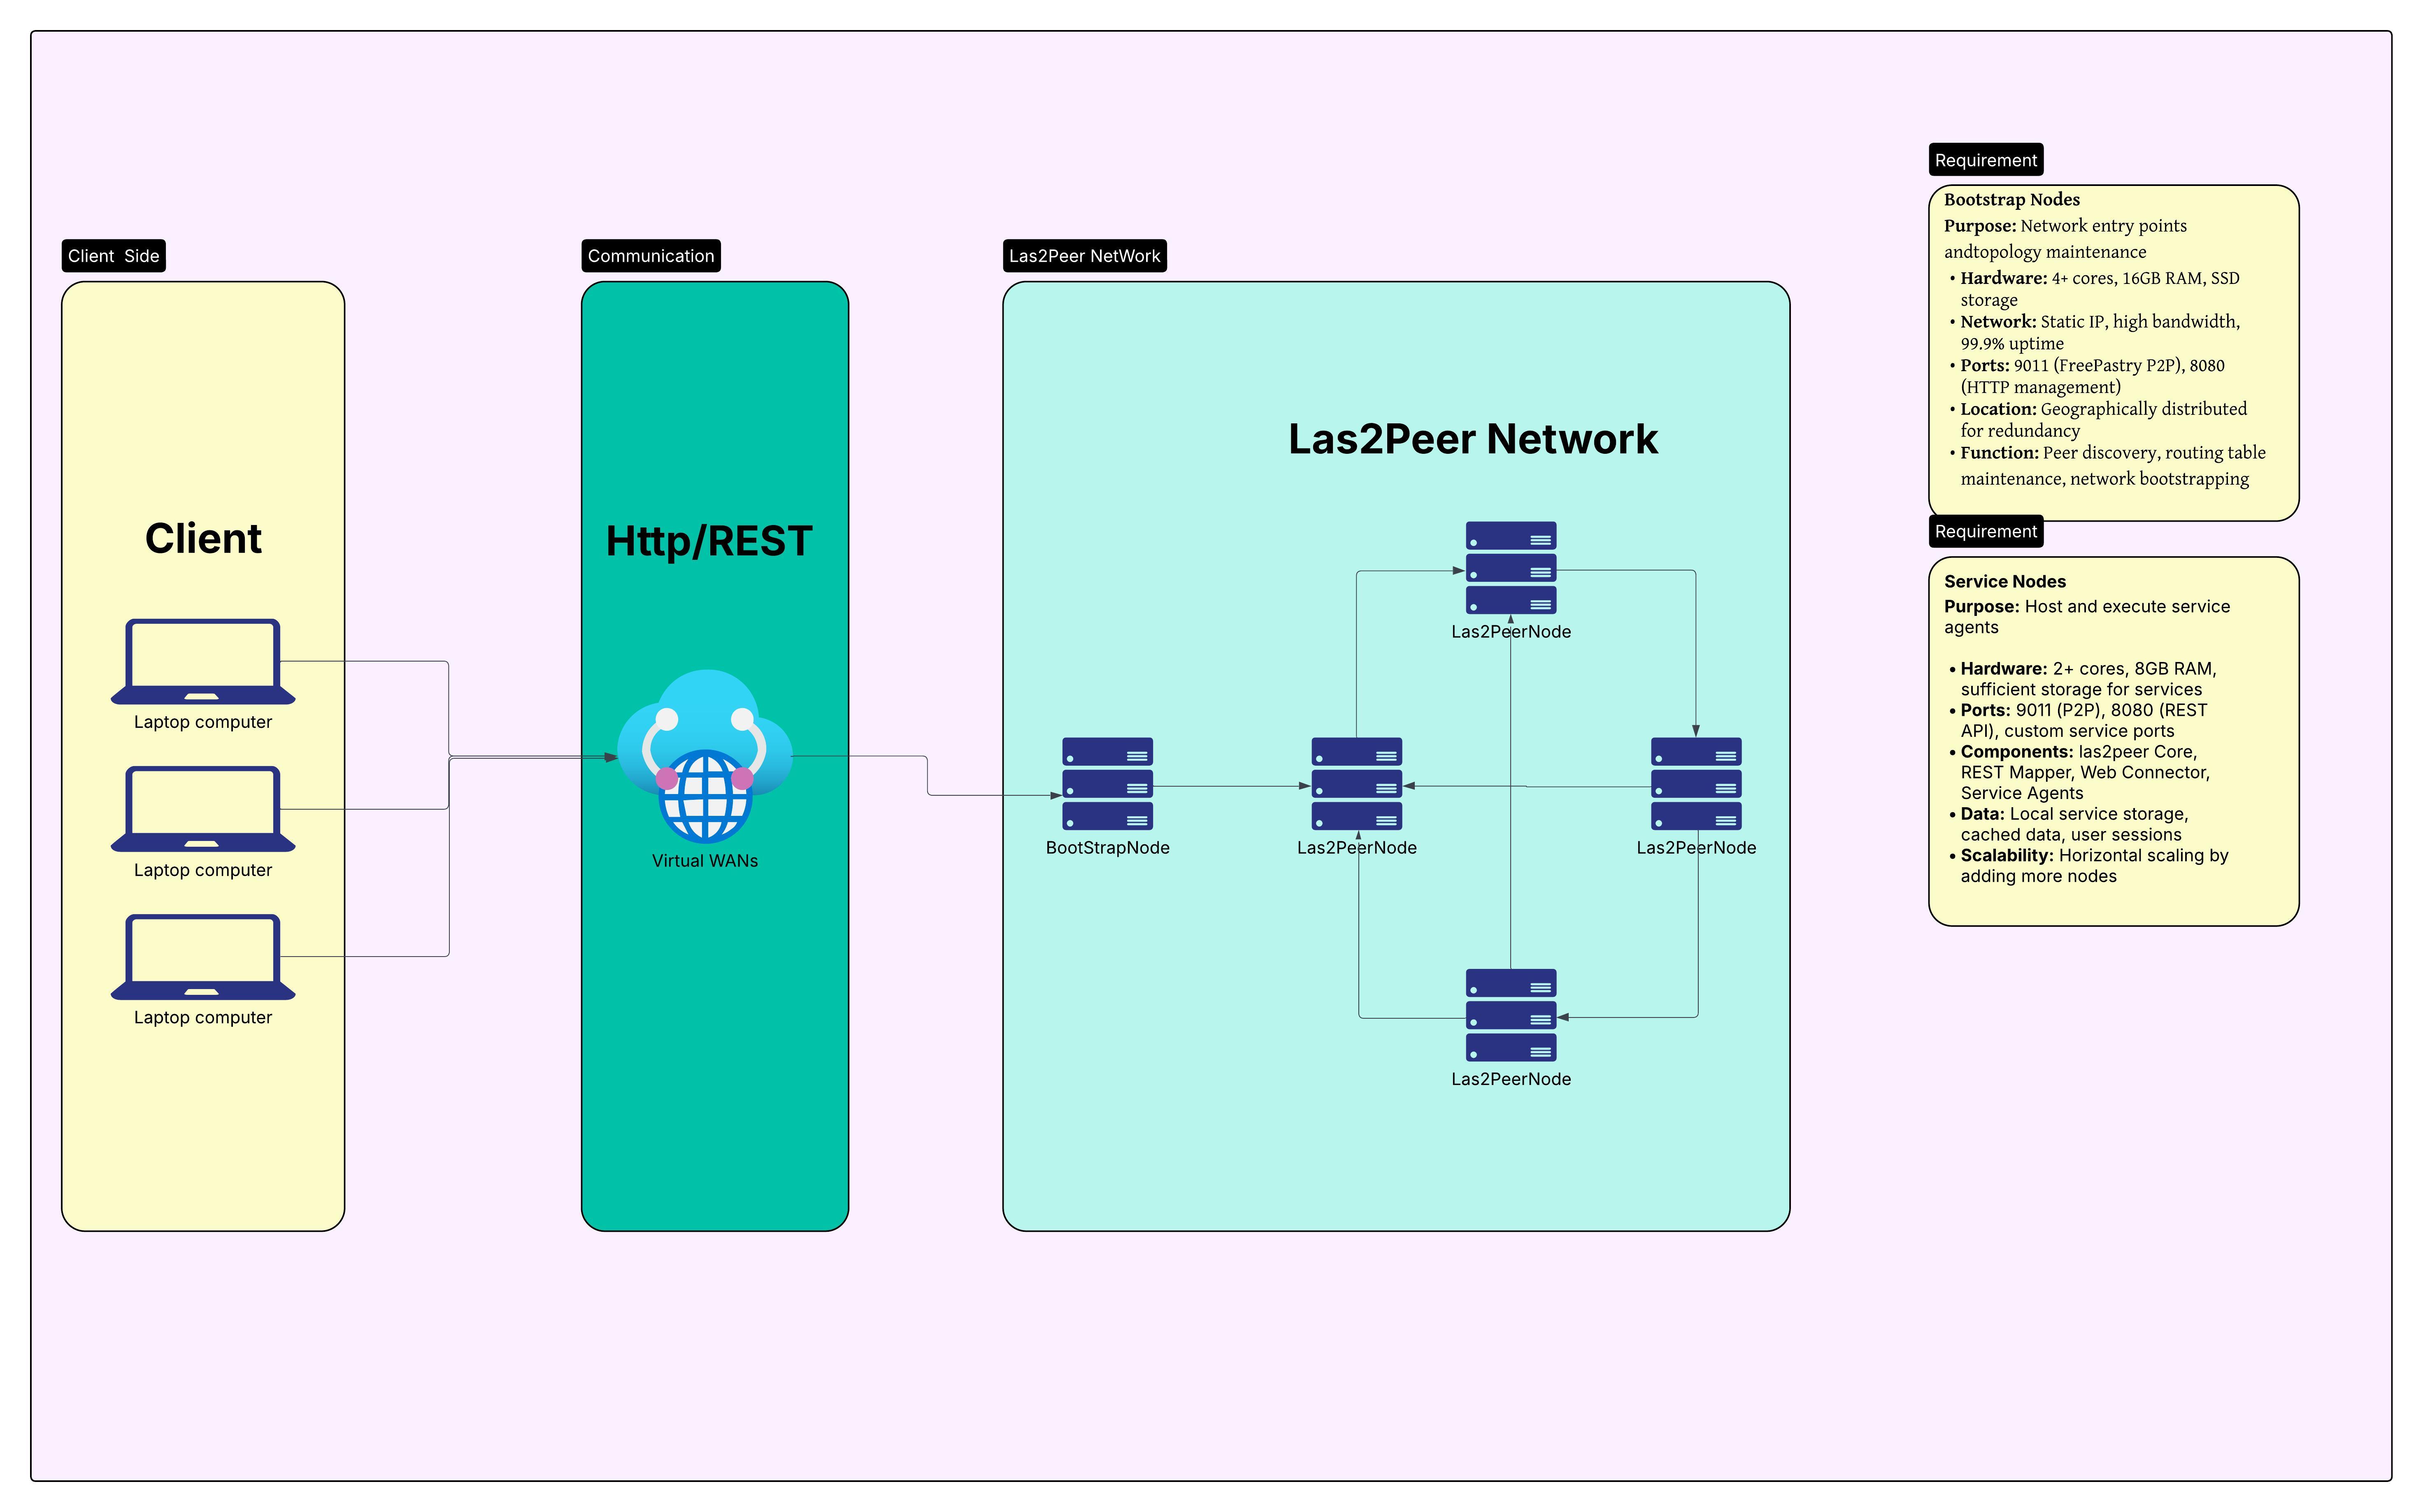 Client  Side
Client
Laptop computer
Laptop computer
Laptop computer
Communication
Http/REST
Virtual WANs
Las2Peer NetWork
Las2Peer Network
Las2PeerNode
BootStrapNode
Las2PeerNode
Las2PeerNode
Las2PeerNode
Requirement
Bootstrap Nodes
Purpose: Network entry points
andtopology maintenance
• Hardware: 4+ cores, 16GB RAM, SSD
storage
• Network: Static IP, high bandwidth,
99.9% uptime
• Ports: 9011 (FreePastry P2P), 8080
(HTTP management)
• Location: Geographically distributed
for redundancy
• Function: Peer discovery, routing table
maintenance, network bootstrapping
Requirement
Service Nodes
Purpose: Host and execute service
agents
• Hardware: 2+ cores, 8GB RAM,
sufficient storage for services
• Ports: 9011 (P2P), 8080 (REST
API), custom service ports
• Components: las2peer Core,
REST Mapper, Web Connector,
Service Agents
• Data: Local service storage,
cached data, user sessions
• Scalability: Horizontal scaling by
adding more nodes